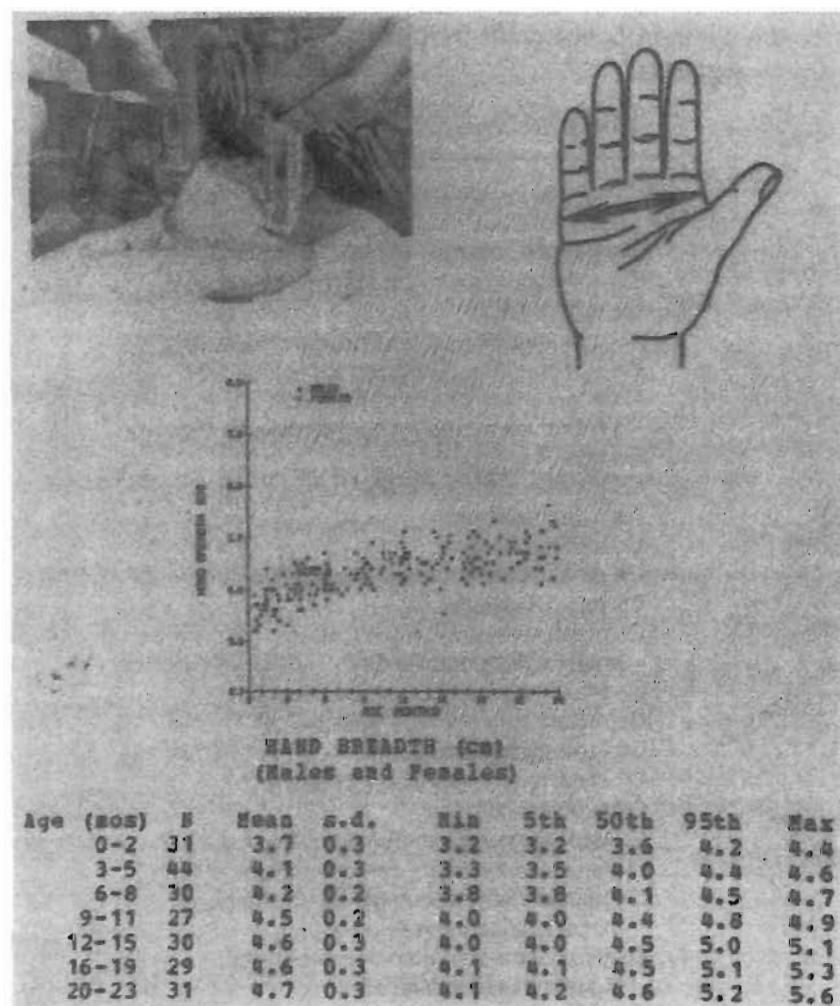 HAND BREADTH (cm)
(Males and Females)
Age (mos) N Mean s.d. Min 5th 50th 95th Max
0-2 31 3.7 0.3 3.2 3.2 3.6 4.2 4.4
3-5 44 4.1 0.3 3.3 3.5 4.0 4.4 4.6
6-8 30 4.2 0.2 3.8 3.8 4.1 4.5 4.7
9-11 27 4.5 0.2 4.0 4.0 4.4 4.8 4.9
12-15 30 4.6 0.3 4.0 4.0 4.5 5.0 5.1
16-19 29 4.6 0.3 4.1 4.1 4.5 5.1 5.3
20-23 31 4.7 0.3 4.1 4.2 4.6 5.2 5.6